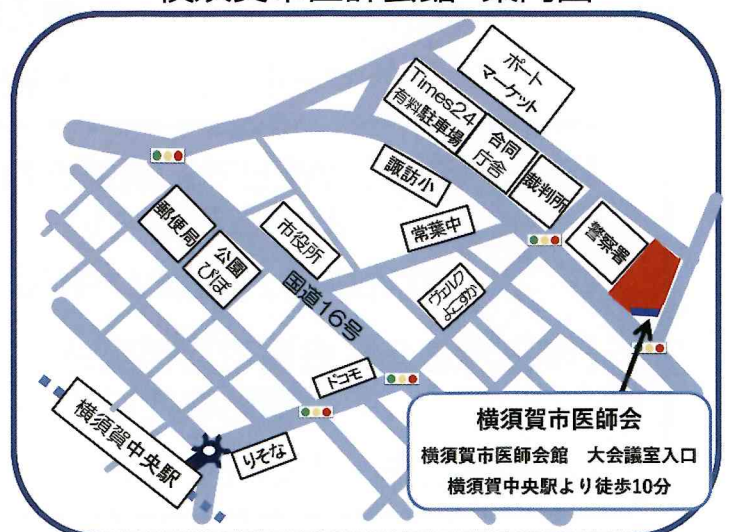 ポート
マーケット
Times24
有料駐車場
合同
庁舎
裁判所
諏訪小
警察署
常葉中
郵便局
公園
ぴぽ
市役所
国道16号
ヴェルク
よこすか
ドコモ
りそな
横須賀中央駅
横須賀市医師会
横須賀市医師会館 大会議室入口
横須賀中央駅より徒歩10分